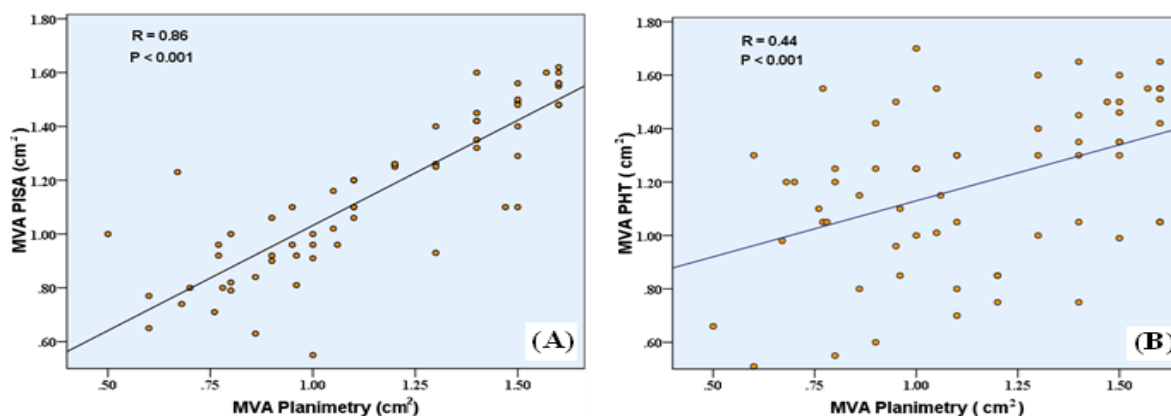 (A)
R = 0.86
P < 0.001
MVA PISA (cm²)
1.80
1.60
1.40
1.20
1.00
.80
.60
.50
.75
1.00
1.25
1.50
MVA Planimetry (cm²)
(B)
R = 0.44
P < 0.001
MVA PHT ( cm²)
1.80
1.60
1.40
1.20
1.00
.80
.60
.50
.75
1.00
1.25
1.50
MVA Planimetry ( cm²)